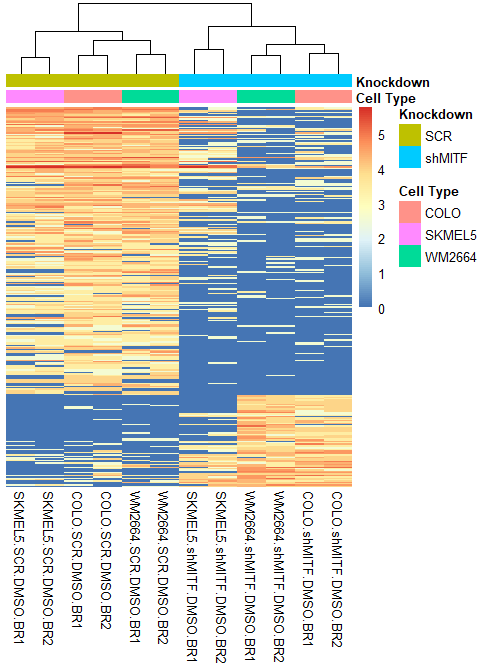 Knockdown
Cell Type
Knockdown
SCR
shMITF
Cell Type
COLO
SKMEL5
WM2664
5
4
3
2
1
0
SKMEL5.SCR.DMSO.BR1
SKMEL5.SCR.DMSO.BR2
COLO.SCR.DMSO.BR1
COLO.SCR.DMSO.BR2
WM2664.SCR.DMSO.BR1
WM2664.SCR.DMSO.BR2
SKMEL5.shMITF.DMSO.BR1
SKMEL5.shMITF.DMSO.BR2
WM2664.shMITF.DMSO.BR1
WM2664.shMITF.DMSO.BR2
COLO.shMITF.DMSO.BR1
COLO.shMITF.DMSO.BR2